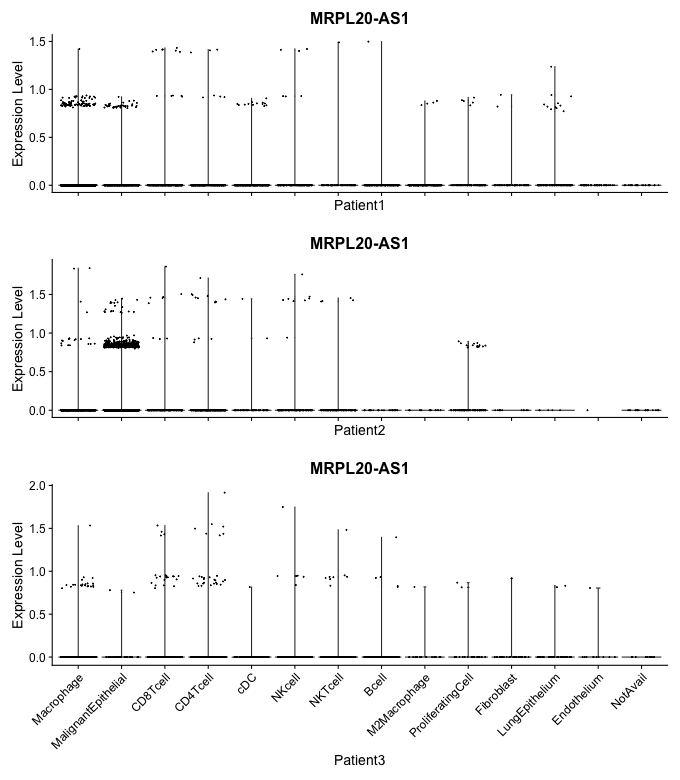 MRPL20-AS1
Expression Level
1.5
1.0
0.5
0.0
Patient1
MRPL20-AS1
Expression Level
1.5
1.0
0.5
0.0
Patient2
MRPL20-AS1
Expression Level
2.0
1.5
1.0
0.5
0.0
Macrophage
MalignantEpithelial
CD8Tcell
CD4Tcell
cDC
NKcell
NKTcell
Bcell
M2Macrophage
ProliferatingCell
Fibroblast
LungEpithelium
Endothelium
NotAvail
Patient3